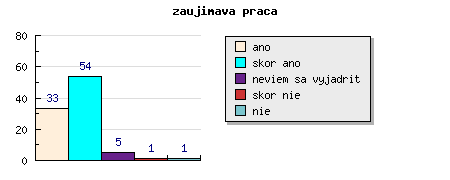 zaujimava praca
80
60
40
20
0
33
54
5
1
1
ano
skor ano
neviem sa vyjadrit
skor nie
nie